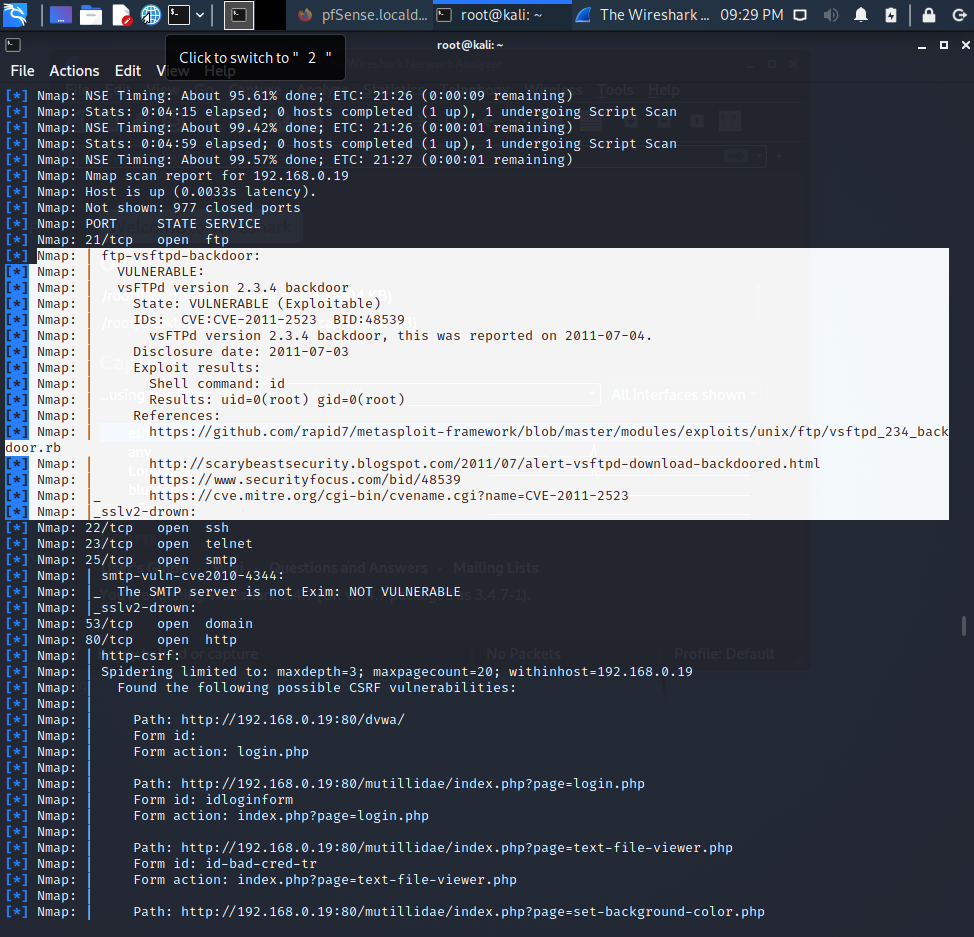 pfSense.locald...
root@kali: ~
The Wireshark ...
09:29 PM
root@kali: ~
Click to switch to " 2 "
File Actions Edit View Help
[*] Nmap: NSE Timing: About 95.61% done; ETC: 21:26 (0:00:09 remaining)
[*] Nmap: Stats: 0:04:15 elapsed; 0 hosts completed (1 up), 1 undergoing Script Scan
[*] Nmap: NSE Timing: About 99.42% done; ETC: 21:26 (0:00:01 remaining)
[*] Nmap: Stats: 0:04:59 elapsed; 0 hosts completed (1 up), 1 undergoing Script Scan
[*] Nmap: NSE Timing: About 99.57% done; ETC: 21:27 (0:00:01 remaining)
[*] Nmap: Nmap scan report for 192.168.0.19
[*] Nmap: Host is up (0.0033s latency).
[*] Nmap: Not shown: 977 closed ports
[*] Nmap: PORT     STATE SERVICE
[*] Nmap: 21/tcp   open  ftp
[*] Nmap: | ftp-vsftpd-backdoor:
[*] Nmap: |   VULNERABLE:
[*] Nmap: |   vsFTPd version 2.3.4 backdoor
[*] Nmap: |     State: VULNERABLE (Exploitable)
[*] Nmap: |     IDs:  CVE:CVE-2011-2523  BID:48539
[*] Nmap: |       vsFTPd version 2.3.4 backdoor, this was reported on 2011-07-04.
[*] Nmap: |     Disclosure date: 2011-07-03
[*] Nmap: |     Exploit results:
[*] Nmap: |       Shell command: id
[*] Nmap: |       Results: uid=0(root) gid=0(root)
[*] Nmap: |     References:
[*] Nmap: |       https://github.com/rapid7/metasploit-framework/blob/master/modules/exploits/unix/ftp/vsftpd_234_back
door.rb
[*] Nmap: |       http://scarybeastsecurity.blogspot.com/2011/07/alert-vsftpd-download-backdoored.html
[*] Nmap: |       https://www.securityfocus.com/bid/48539
[*] Nmap: |_      https://cve.mitre.org/cgi-bin/cvename.cgi?name=CVE-2011-2523
[*] Nmap: |_sslv2-drown:
[*] Nmap: 22/tcp   open  ssh
[*] Nmap: 23/tcp   open  telnet
[*] Nmap: 25/tcp   open  smtp
[*] Nmap: | smtp-vuln-cve2010-4344:
[*] Nmap: |_  The SMTP server is not Exim: NOT VULNERABLE
[*] Nmap: |_sslv2-drown:
[*] Nmap: 53/tcp   open  domain
[*] Nmap: 80/tcp   open  http
[*] Nmap: | http-csrf:
[*] Nmap: | Spidering limited to: maxdepth=3; maxpagecount=20; withinhost=192.168.0.19
[*] Nmap: |   Found the following possible CSRF vulnerabilities:
[*] Nmap: |
[*] Nmap: |     Path: http://192.168.0.19:80/dvwa/
[*] Nmap: |     Form id:
[*] Nmap: |     Form action: login.php
[*] Nmap: |
[*] Nmap: |     Path: http://192.168.0.19:80/mutillidae/index.php?page=login.php
[*] Nmap: |     Form id: idloginform
[*] Nmap: |     Form action: index.php?page=login.php
[*] Nmap: |
[*] Nmap: |     Path: http://192.168.0.19:80/mutillidae/index.php?page=text-file-viewer.php
[*] Nmap: |     Form id: id-bad-cred-tr
[*] Nmap: |     Form action: index.php?page=text-file-viewer.php
[*] Nmap: |
[*] Nmap: |     Path: http://192.168.0.19:80/mutillidae/index.php?page=set-background-color.php
Tools Help
All interfaces shown
Questions and Answers · Mailing Lists
No Packets
Profile: Default